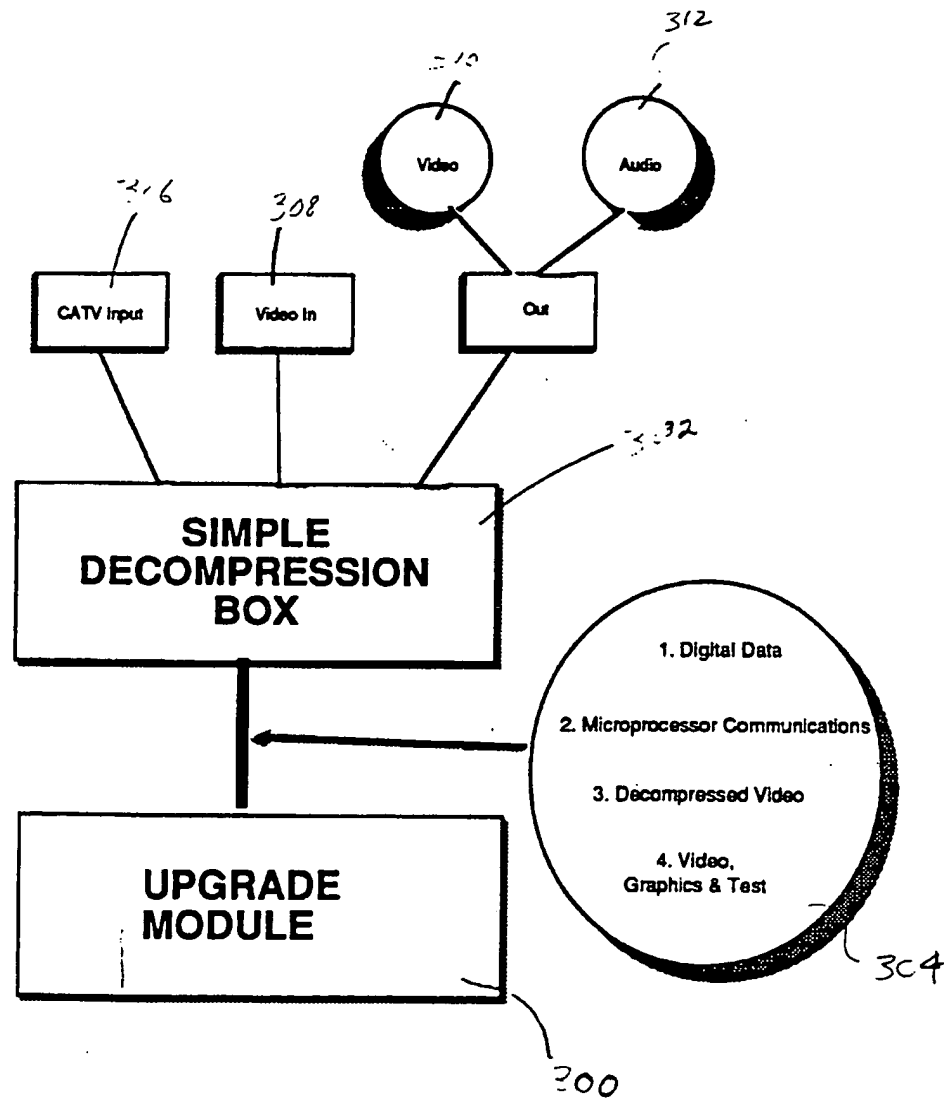 312
Video
Audio
308
CATV Input
Video In
Out
SIMPLE
DECOMPRESSION
BOX
1. Digital Data
2. Microprocessor Communications
3. Decompressed Video
4. Video,
Graphics & Test
UPGRADE
MODULE
304
300